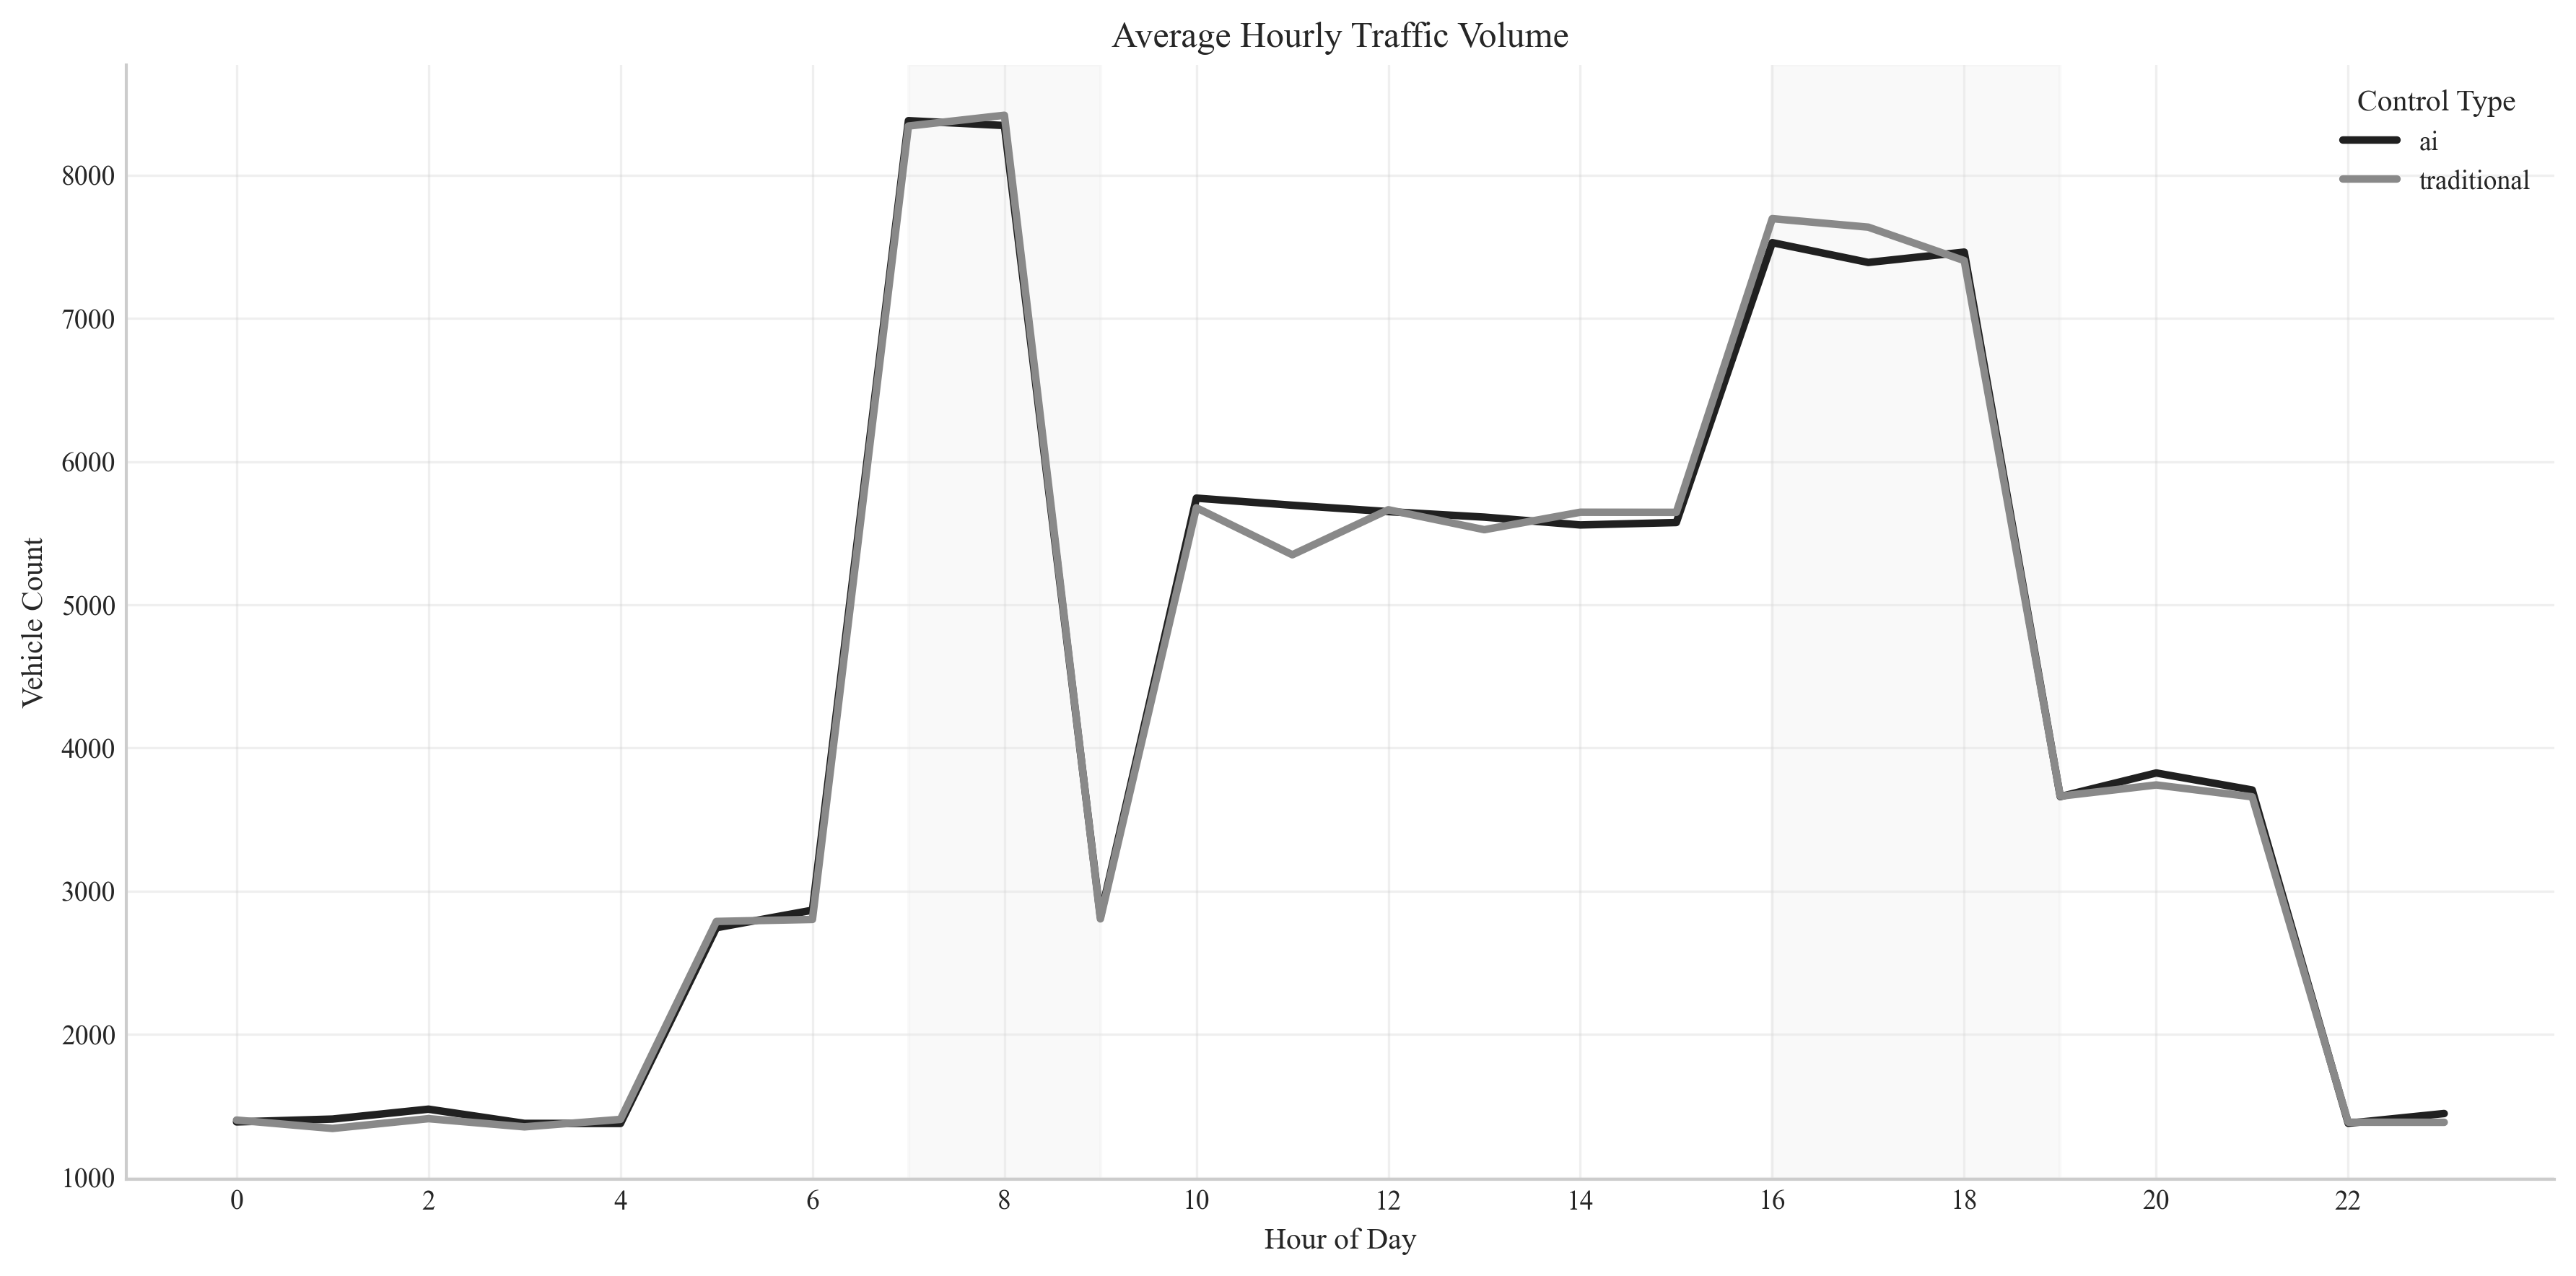 Average Hourly Traffic Volume
Control Type
ai
traditional
8000
7000
6000
5000
4000
3000
2000
1000
Vehicle Count
0 2 4 6 8 10 12 14 16 18 20 22
Hour of Day